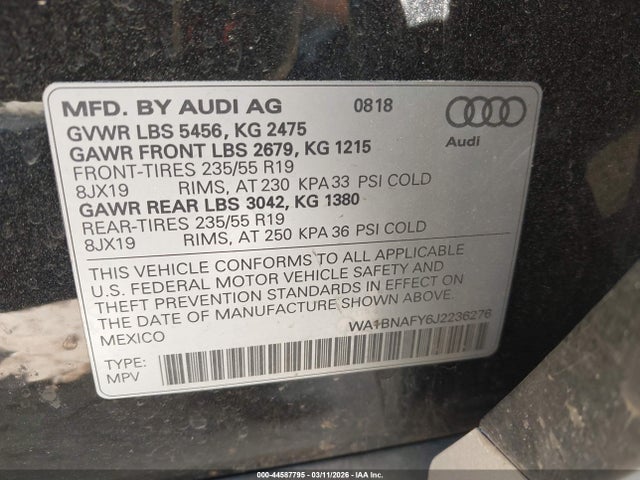 MFD. BY AUDI AG 0818
GVWR LBS 5456, KG 2475
GAWR FRONT LBS 2679, KG 1215
Audi
FRONT-TIRES 235/55 R19
8JX19 RIMS, AT 230 KPA 33 PSI COLD
GAWR REAR LBS 3042, KG 1380
REAR-TIRES 235/55 R19
8JX19 RIMS, AT 250 KPA 36 PSI COLD
THIS VEHICLE CONFORMS TO ALL APPLICABLE
U.S. FEDERAL MOTOR VEHICLE SAFETY AND
THEFT PREVENTION STANDARDS IN EFFECT ON
THE DATE OF MANUFACTURE SHOWN ABOVE.
MEXICO WA1BNAFY6J2236276
TYPE:
MPV
000-44587795 - 03/11/2026 - IAA Inc.